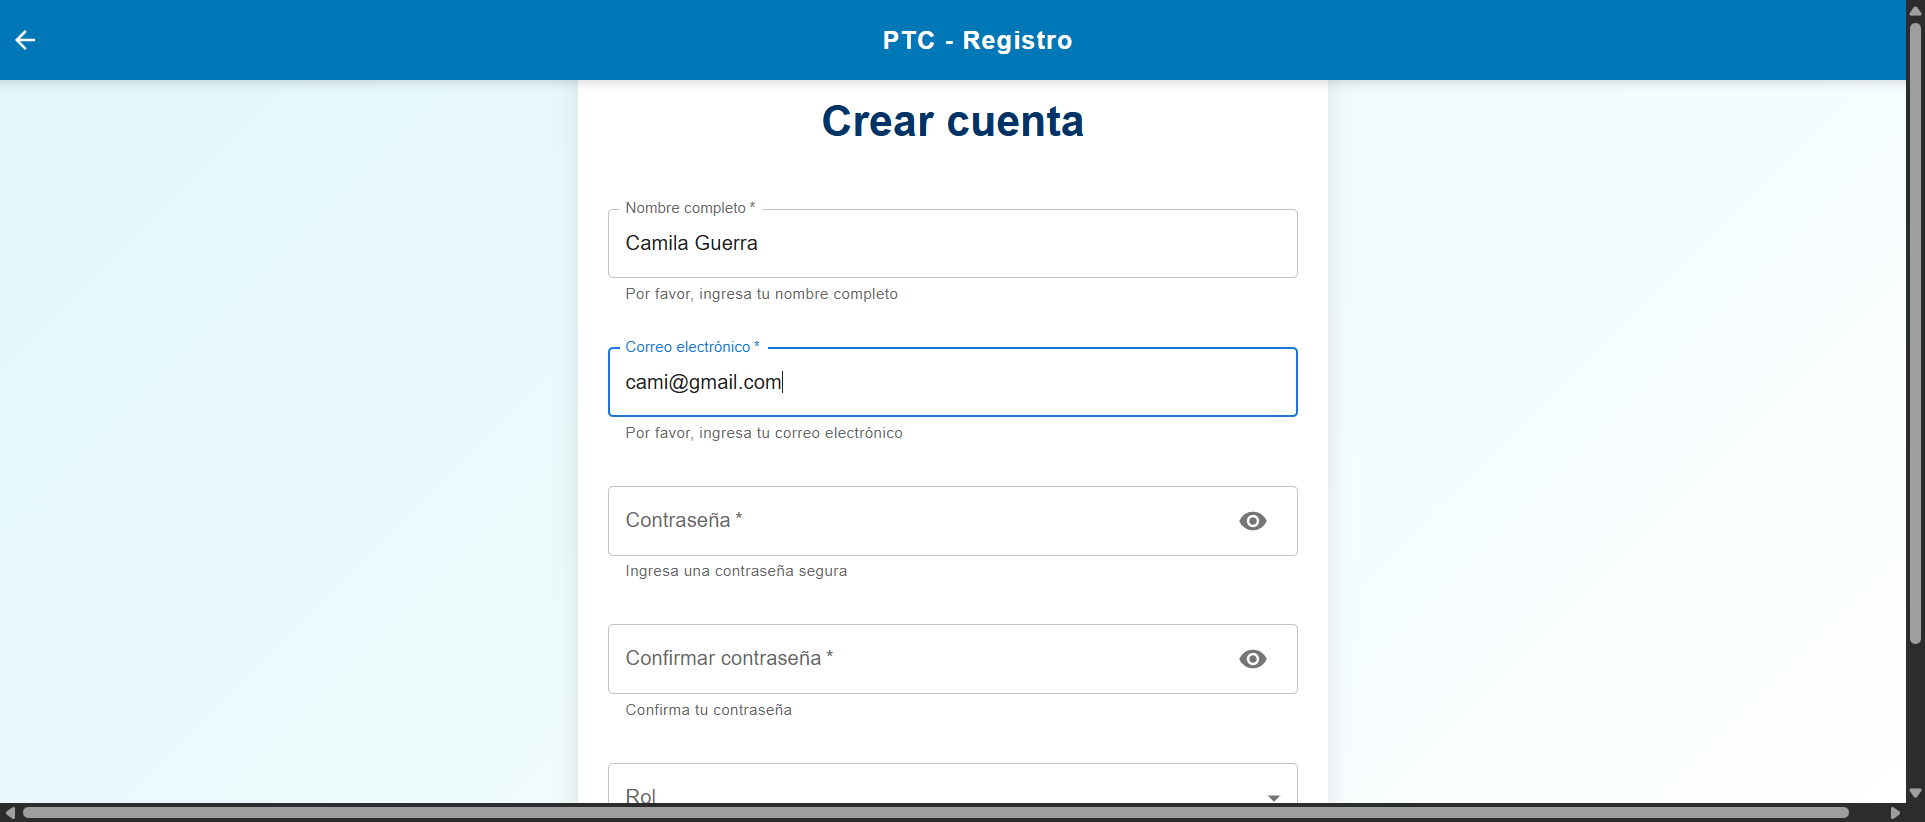 PTC - Registro
Crear cuenta
Nombre completo *
Camila Guerra
Por favor, ingresa tu nombre completo
Correo electrónico *
cami@gmail.com
Por favor, ingresa tu correo electrónico
Contraseña *
Ingresa una contraseña segura
Confirmar contraseña *
Confirma tu contraseña
Rol